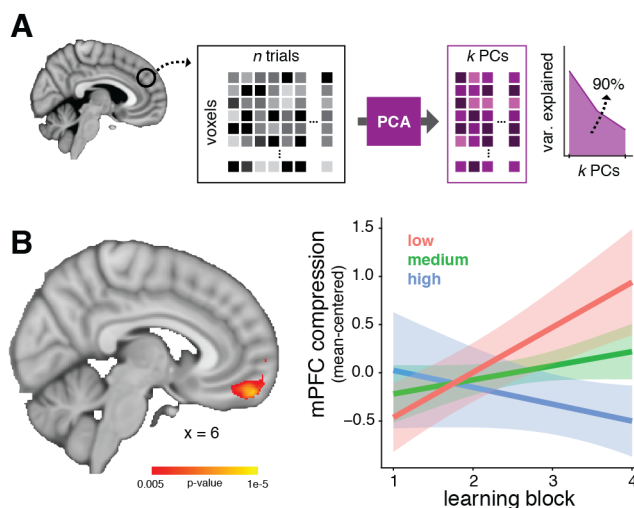 A
n trials
voxels
...
...
PCA
k PCs
...
...
var. explained
90%
k PCs
B
x = 6
0.005 p-value 1e-5
mPFC compression
(mean-centered)
1.5
1.0
0.5
0.0
−0.5
low
medium
high
1 2 3 4
learning block